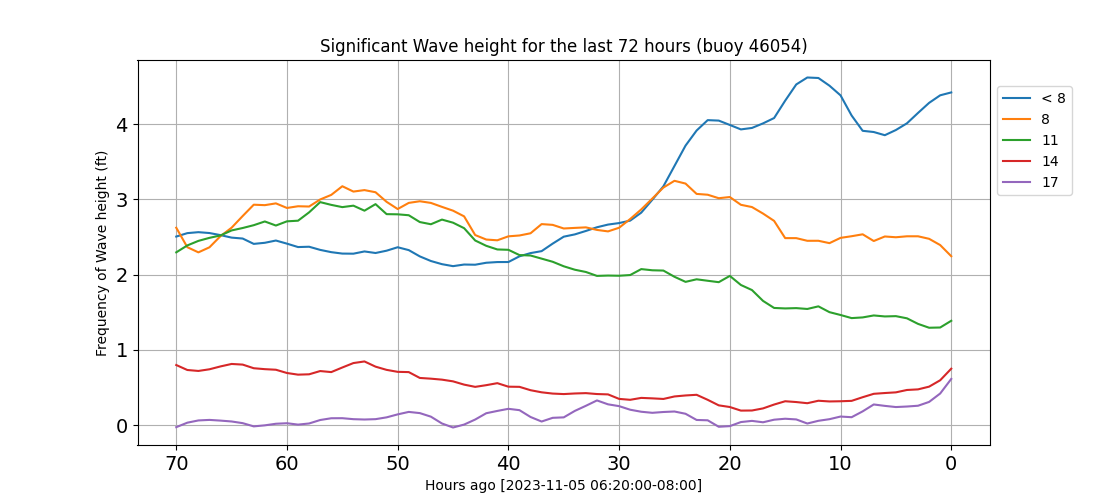 Significant Wave height for the last 72 hours (buoy 46054)
Frequency of Wave height (ft)
4
3
2
1
0
70 60 50 40 30 20 10 0
Hours ago [2023-11-05 06:20:00-08:00]
< 8
8
11
14
17